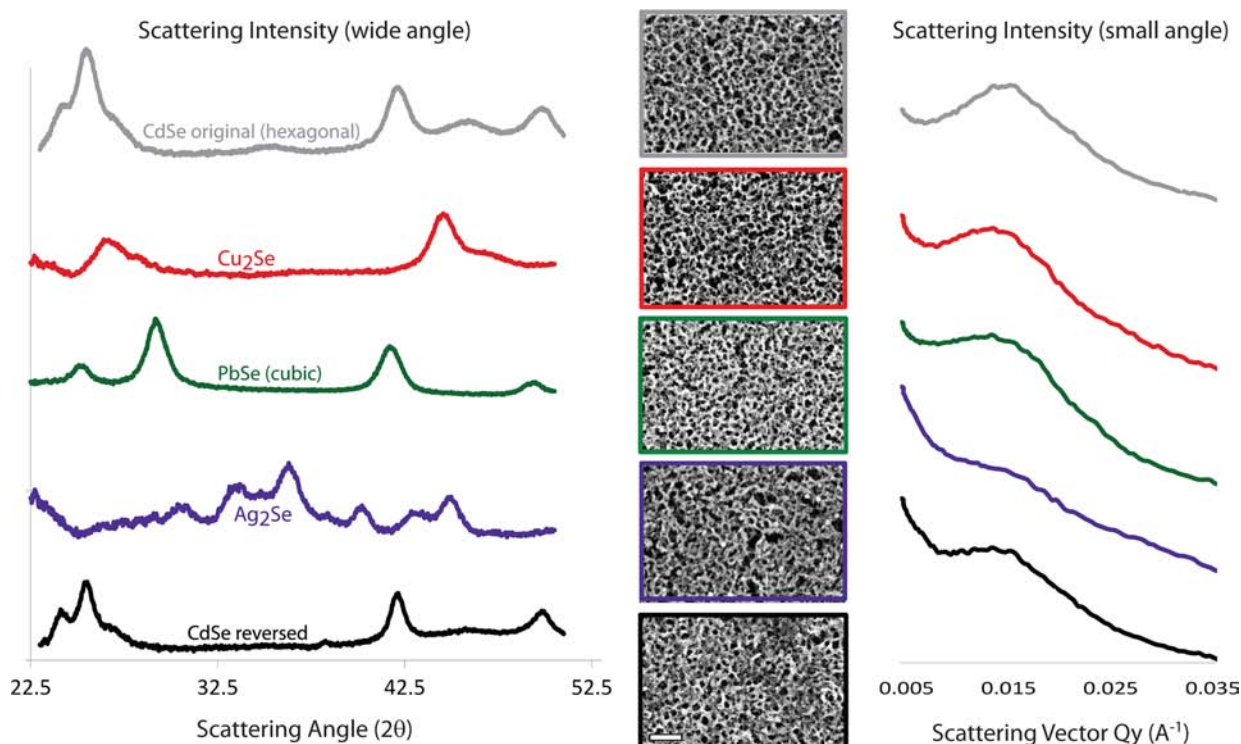 Scattering Intensity (wide angle)
Scattering Intensity (small angle)
CdSe original (hexagonal)
Cu2Se
PbSe (cubic)
Ag2Se
CdSe reversed
22.5 32.5 42.5 52.5
0.005 0.015 0.025 0.035
Scattering Angle (2θ)
Scattering Vector Qy (A⁻¹)